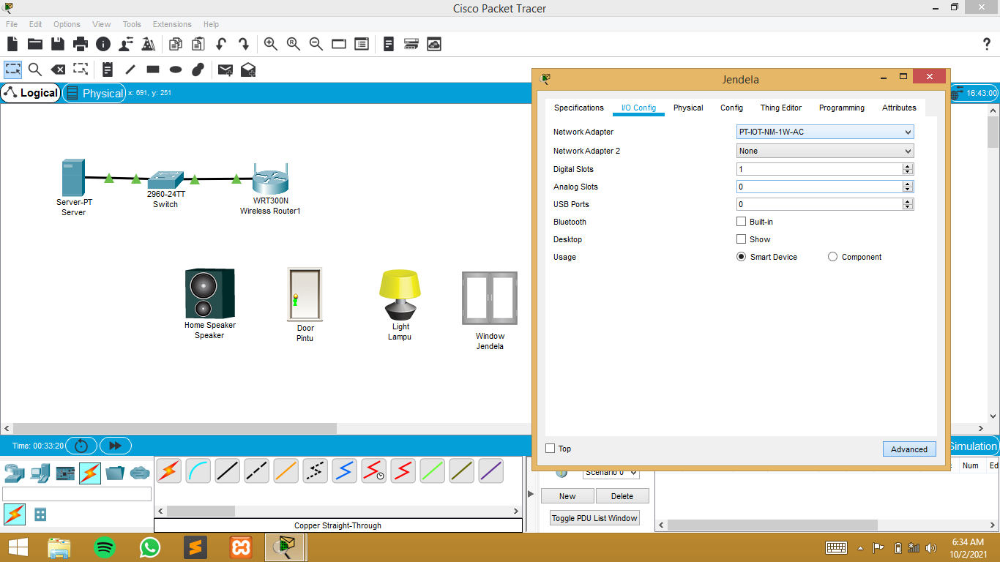 Cisco Packet Tracer
File Edit Options View Tools Extensions Help
R
?
Logical
Physical
x: 691, y: 251
16:43:00
Server-PT
Server
2960-24TT
Switch
WRT300N
Wireless Router1
Home Speaker
Speaker
Door
Pintu
Light
Lampu
Window
Jendela
Jendela
Specifications I/O Config Physical Config Thing Editor Programming Attributes
Network Adapter PT-IOT-NM-1W-AC
Network Adapter 2 None
Digital Slots 1
Analog Slots 0
USB Ports 0
Bluetooth Built-in
Desktop Show
Usage Smart Device Component
Top
Advanced
Time: 00:33:20
Simulation
Scenario 0
Num
New
Delete
Toggle PDU List Window
Copper Straight-Through
6:34 AM
10/2/2021